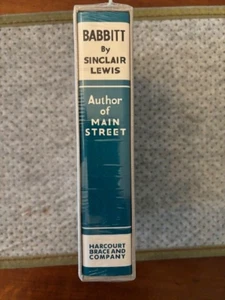 BABBITT
By
SINCLAIR
LEWIS
Author
of
MAIN
STREET
HARCOURT
BRACE AND
COMPANY